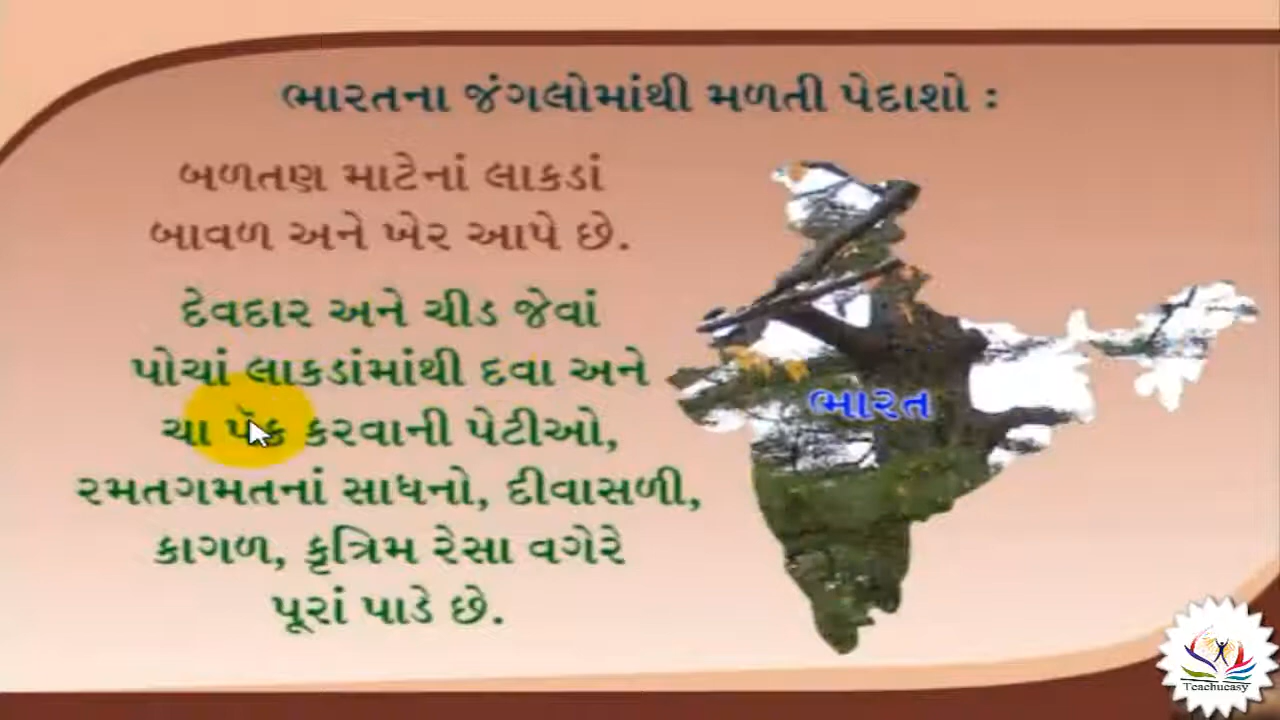 ભારતના જંગલોમાંથી મળતી પેદાશો :
બળતણ માટેનાં લાકડાં
બાવળ અને ખેર આપે છે.
દેવદાર અને ચીડ જેવાં
પોચાં લાકડાંમાંથી દવા અને
ચા પૅક કરવાની પેટીઓ,
રમતગમતનાં સાધનો, દીવાસળી,
કાગળ, કૃત્રિમ રેસા વગેરે
પૂરાં પાડે છે.
ભારત
Teachueasy